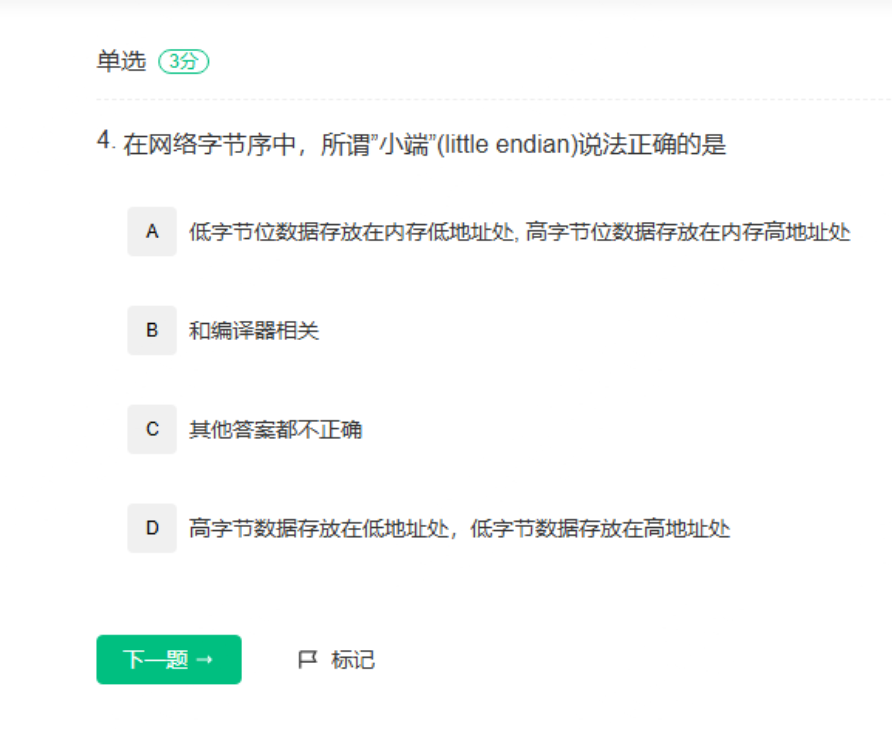 单选 3分
4. 在网络字节序中，所谓”小端”(little endian)说法正确的是
A 低字节位数据存放在内存低地址处, 高字节位数据存放在内存高地址处
B 和编译器相关
C 其他答案都不正确
D 高字节数据存放在低地址处，低字节数据存放在高地址处
下一题 → 标记